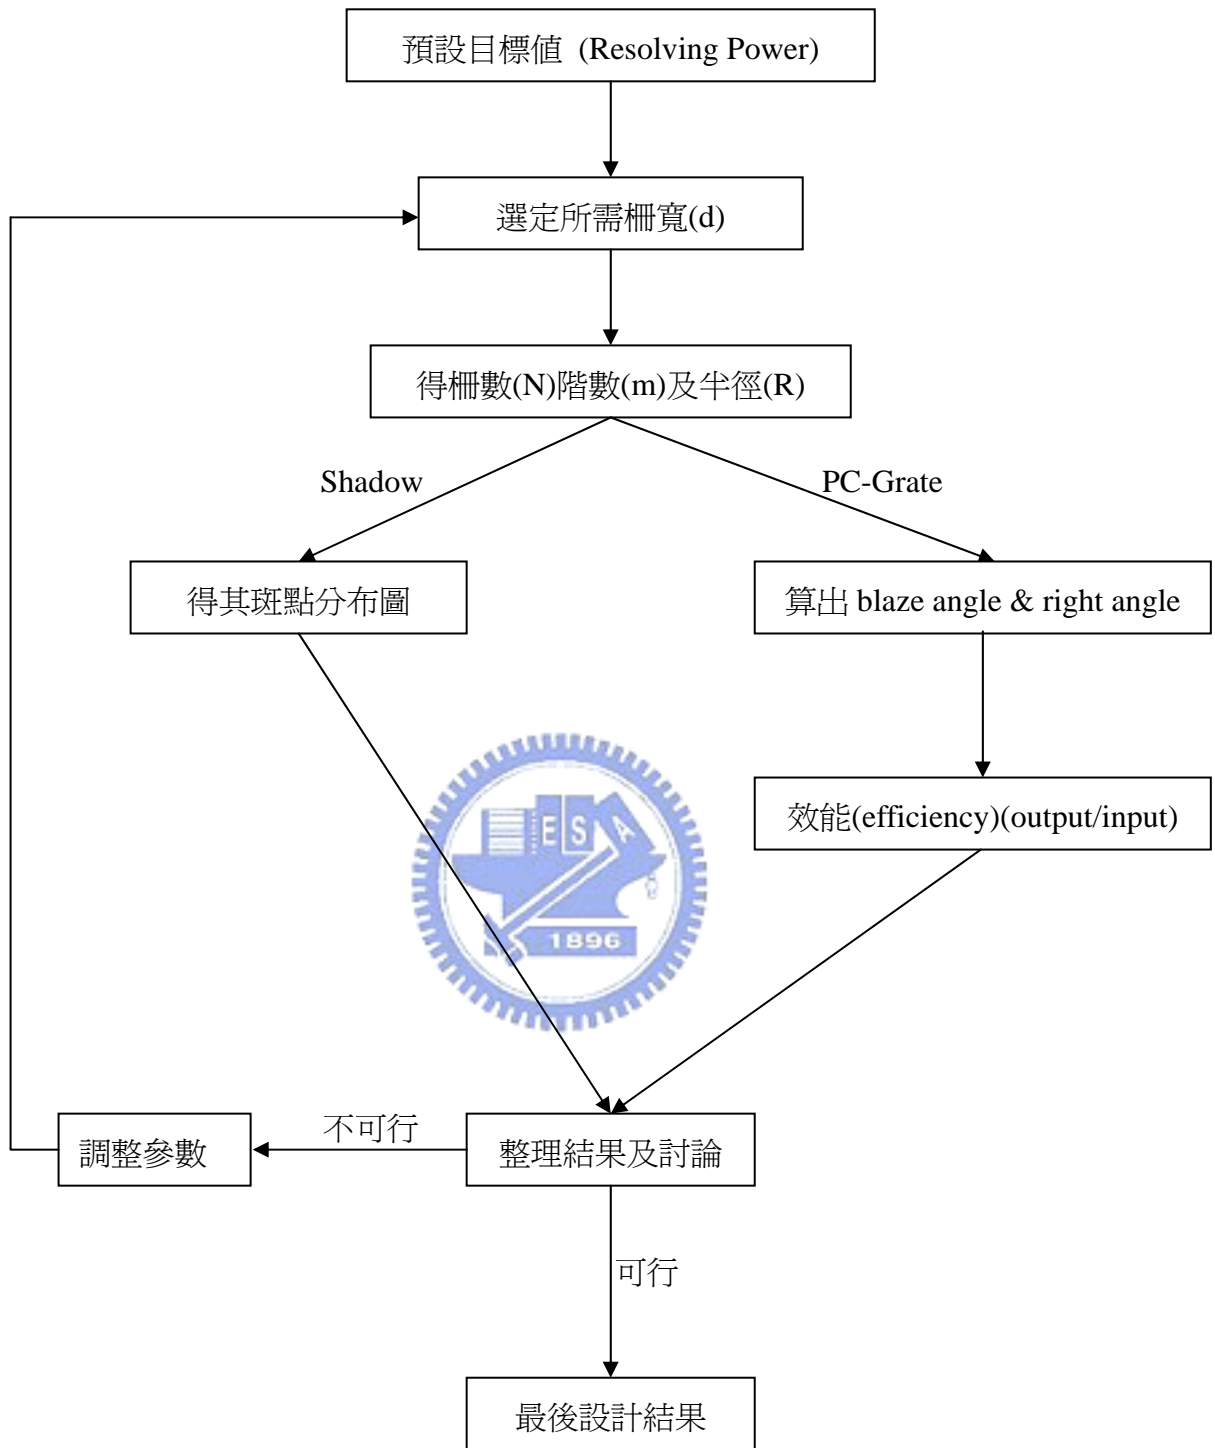 預設目標值 (Resolving Power)
選定所需柵寬(d)
得柵數(N)階數(m)及半徑(R)
Shadow
PC-Grate
得其斑點分布圖
算出 blaze angle & right angle
效能(efficiency)(output/input)
E S A
1896
調整參數
不可行
整理結果及討論
可行
最後設計結果